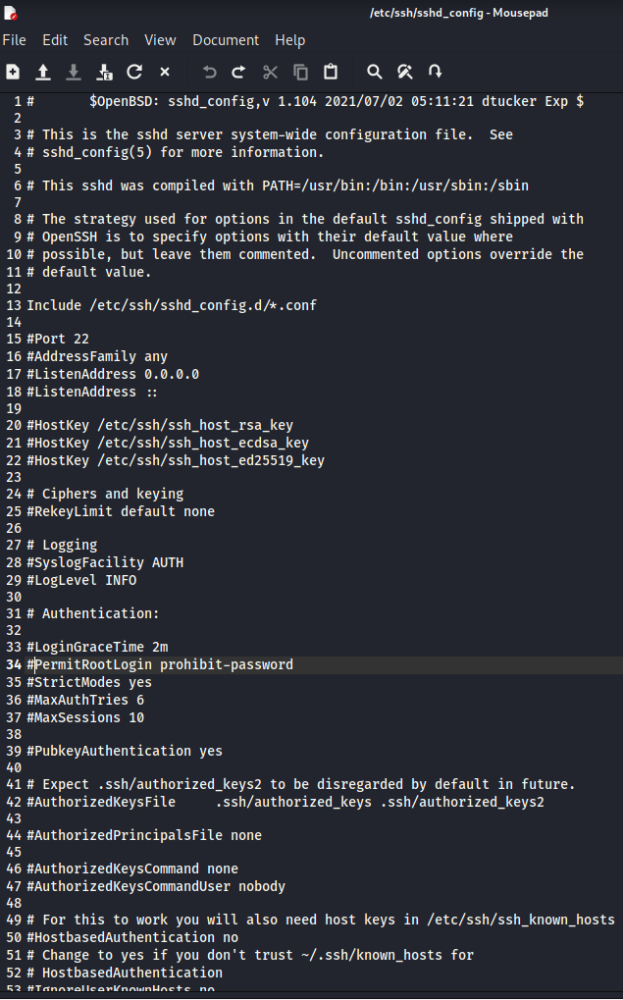 /etc/ssh/sshd_config - Mousepad
File Edit Search View Document Help
1 # $OpenBSD: sshd_config,v 1.104 2021/07/02 05:11:21 dtucker Exp $
2
3 # This is the sshd server system-wide configuration file. See
4 # sshd_config(5) for more information.
5
6 # This sshd was compiled with PATH=/usr/bin:/bin:/usr/sbin:/sbin
7
8 # The strategy used for options in the default sshd_config shipped with
9 # OpenSSH is to specify options with their default value where
10 # possible, but leave them commented. Uncommented options override the
11 # default value.
12
13 Include /etc/ssh/sshd_config.d/*.conf
14
15 #Port 22
16 #AddressFamily any
17 #ListenAddress 0.0.0.0
18 #ListenAddress ::
19
20 #HostKey /etc/ssh/ssh_host_rsa_key
21 #HostKey /etc/ssh/ssh_host_ecdsa_key
22 #HostKey /etc/ssh/ssh_host_ed25519_key
23
24 # Ciphers and keying
25 #RekeyLimit default none
26
27 # Logging
28 #SyslogFacility AUTH
29 #LogLevel INFO
30
31 # Authentication:
32
33 #LoginGraceTime 2m
34 #PermitRootLogin prohibit-password
35 #StrictModes yes
36 #MaxAuthTries 6
37 #MaxSessions 10
38
39 #PubkeyAuthentication yes
40
41 # Expect .ssh/authorized_keys2 to be disregarded by default in future.
42 #AuthorizedKeysFile .ssh/authorized_keys .ssh/authorized_keys2
43
44 #AuthorizedPrincipalsFile none
45
46 #AuthorizedKeysCommand none
47 #AuthorizedKeysCommandUser nobody
48
49 # For this to work you will also need host keys in /etc/ssh/ssh_known_hosts
50 #HostbasedAuthentication no
51 # Change to yes if you don't trust ~/.ssh/known_hosts for
52 # HostbasedAuthentication
53 #IgnoreUserKnownHosts no